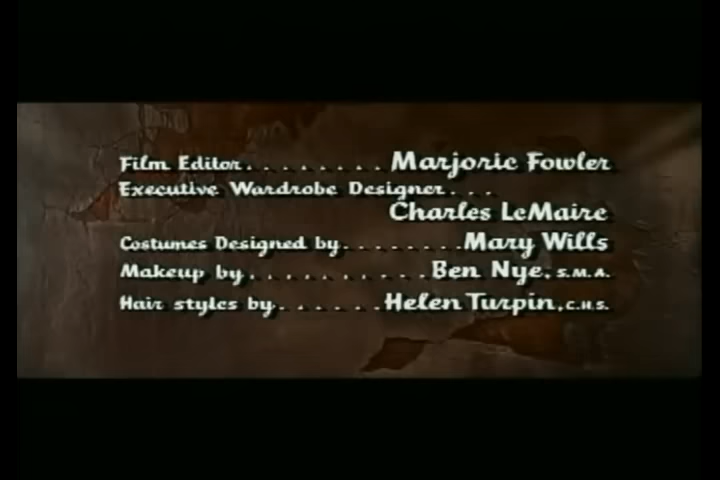 Film Editor. . . . . . . . Marjorie Fowler
Executive Wardrobe Designer. . .
Charles LeMaire
Costumes Designed by. . . . . . . .Mary Wills
Makeup by. . . . . . . . . . Ben Nye, S.M.A.
Hair styles by. . . . . . Helen Turpin, C.H.S.